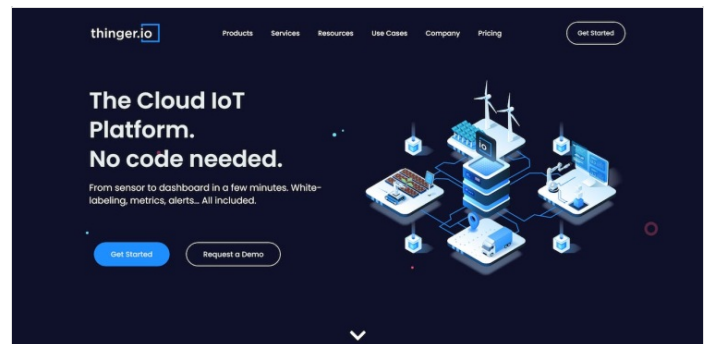 thinger.io
Products Services Resources Use Cases Company Pricing
Get Started
The Cloud IoT
Platform.
No code needed.
From sensor to dashboard in a few minutes. White-
labeling, metrics, alerts... All included.
Get Started Request a Demo
io